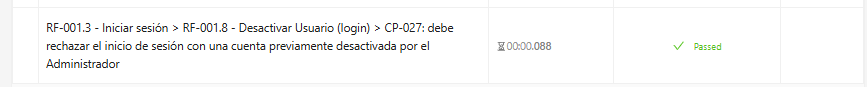 RF-001.3 - Iniciar sesión > RF-001.8 - Desactivar Usuario (login) > CP-027: debe
rechazar el inicio de sesión con una cuenta previamente desactivada por el
Administrador
00:00.088
Passed